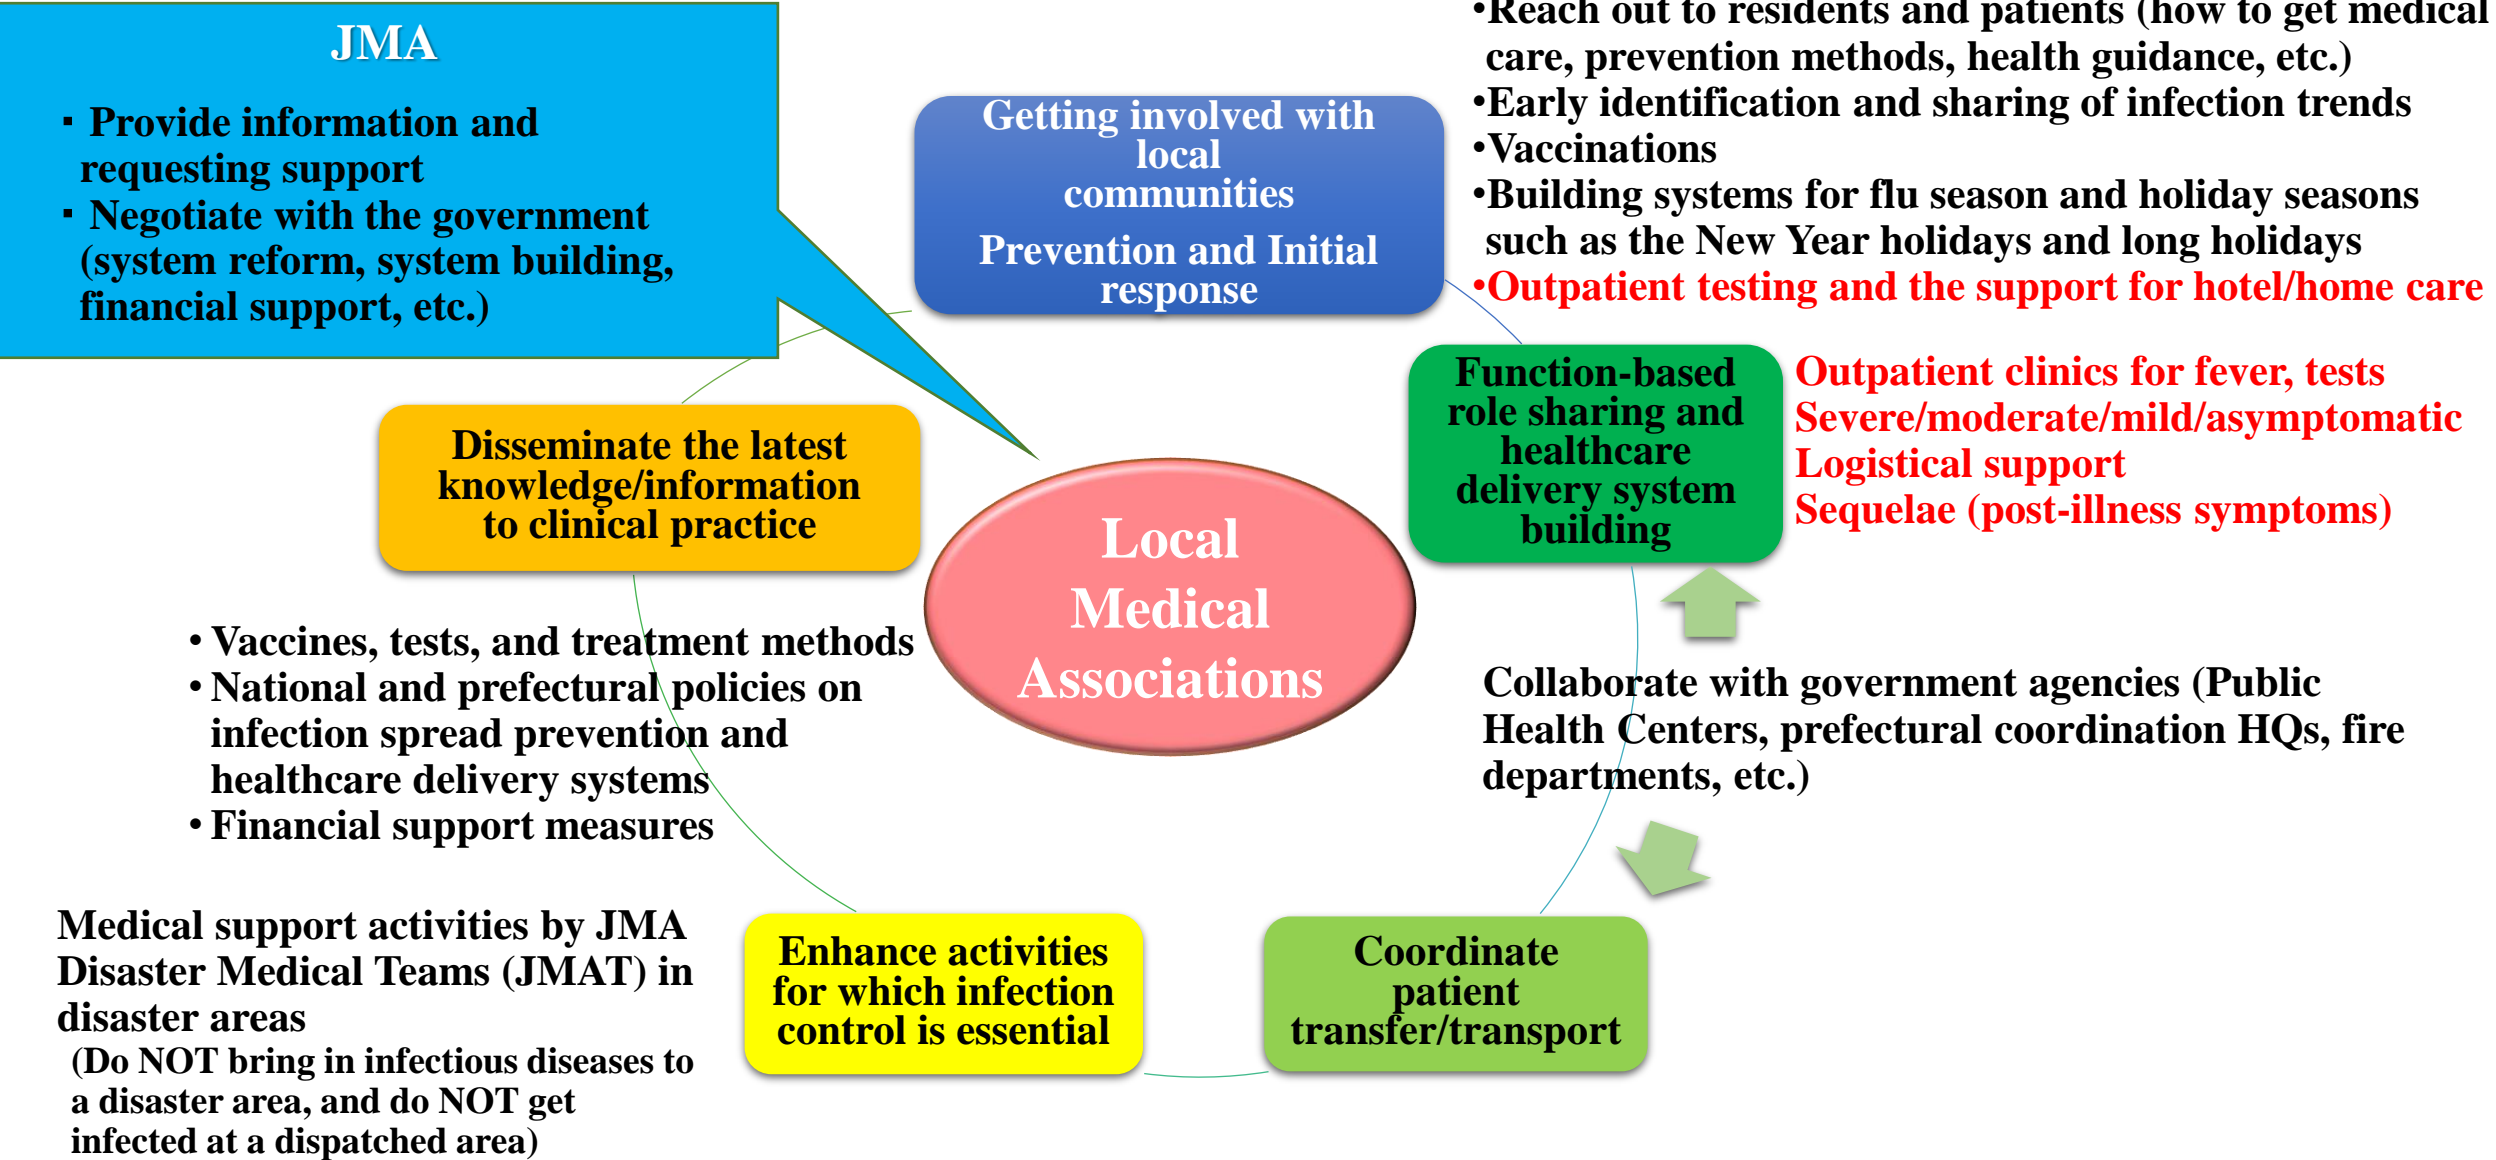 JMA
▪ Provide information and
requesting support
▪ Negotiate with the government
(system reform, system building,
financial support, etc.)
Getting involved with
local
communities
Prevention and Initial
response
•Reach out to residents and patients (how to get medical
care, prevention methods, health guidance, etc.)
•Early identification and sharing of infection trends
•Vaccinations
•Building systems for flu season and holiday seasons
such as the New Year holidays and long holidays
•Outpatient testing and the support for hotel/home care
Function-based
role sharing and
healthcare
delivery system
building
Outpatient clinics for fever, tests
Severe/moderate/mild/asymptomatic
Logistical support
Sequelae (post-illness symptoms)
Disseminate the latest
knowledge/information
to clinical practice
Local
Medical
Associations
• Vaccines, tests, and treatment methods
• National and prefectural policies on
infection spread prevention and
healthcare delivery systems
• Financial support measures
Collaborate with government agencies (Public
Health Centers, prefectural coordination HQs, fire
departments, etc.)
Medical support activities by JMA
Disaster Medical Teams (JMAT) in
disaster areas
(Do NOT bring in infectious diseases to
a disaster area, and do NOT get
infected at a dispatched area)
Enhance activities
for which infection
control is essential
Coordinate
patient
transfer/transport